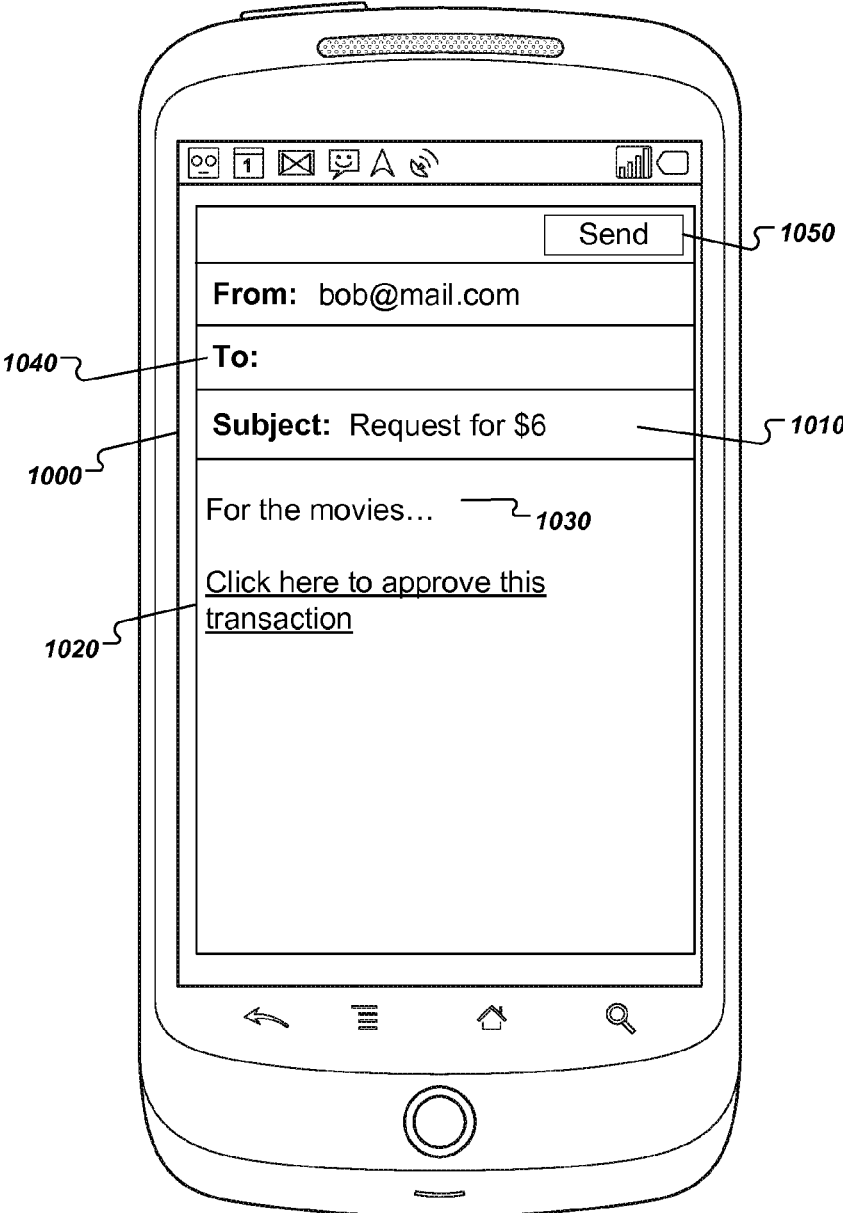 1
Send
1050
From: bob@mail.com
1040
To:
Subject: Request for $6
1010
1000
For the movies...
1030
Click here to approve this
transaction
1020